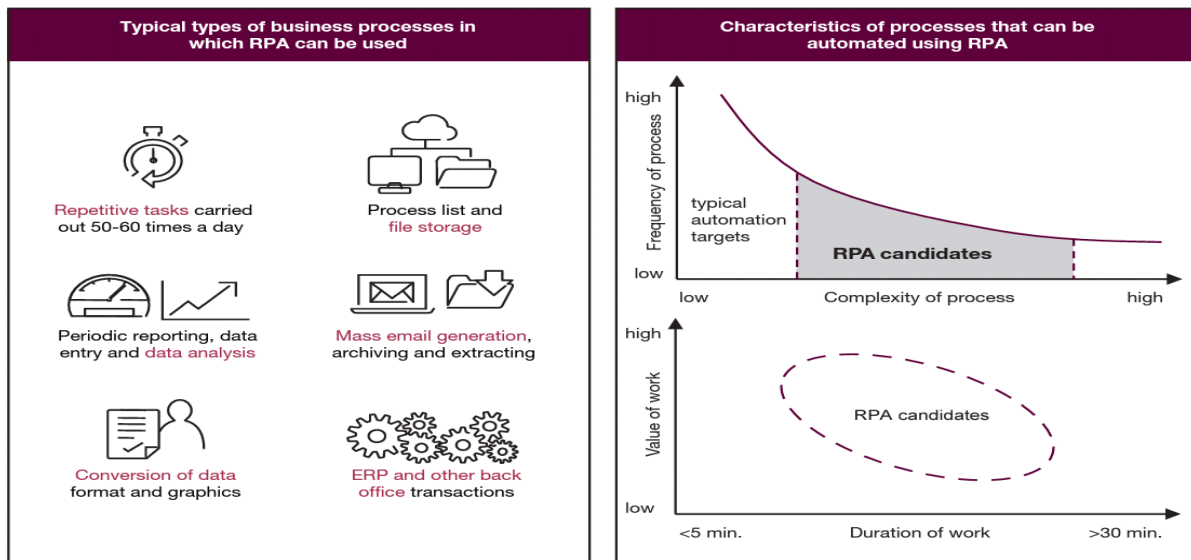 Typical types of business processes in
which RPA can be used
Repetitive tasks carried
out 50-60 times a day
Process list and
file storage
Periodic reporting, data
entry and data analysis
Mass email generation,
archiving and extracting
Conversion of data
format and graphics
ERP and other back
office transactions
Characteristics of processes that can be
automated using RPA
high
Frequency of process
typical
automation
targets
RPA candidates
low
low
Complexity of process
high
high
Value of work
RPA candidates
low
<5 min.
Duration of work
>30 min.